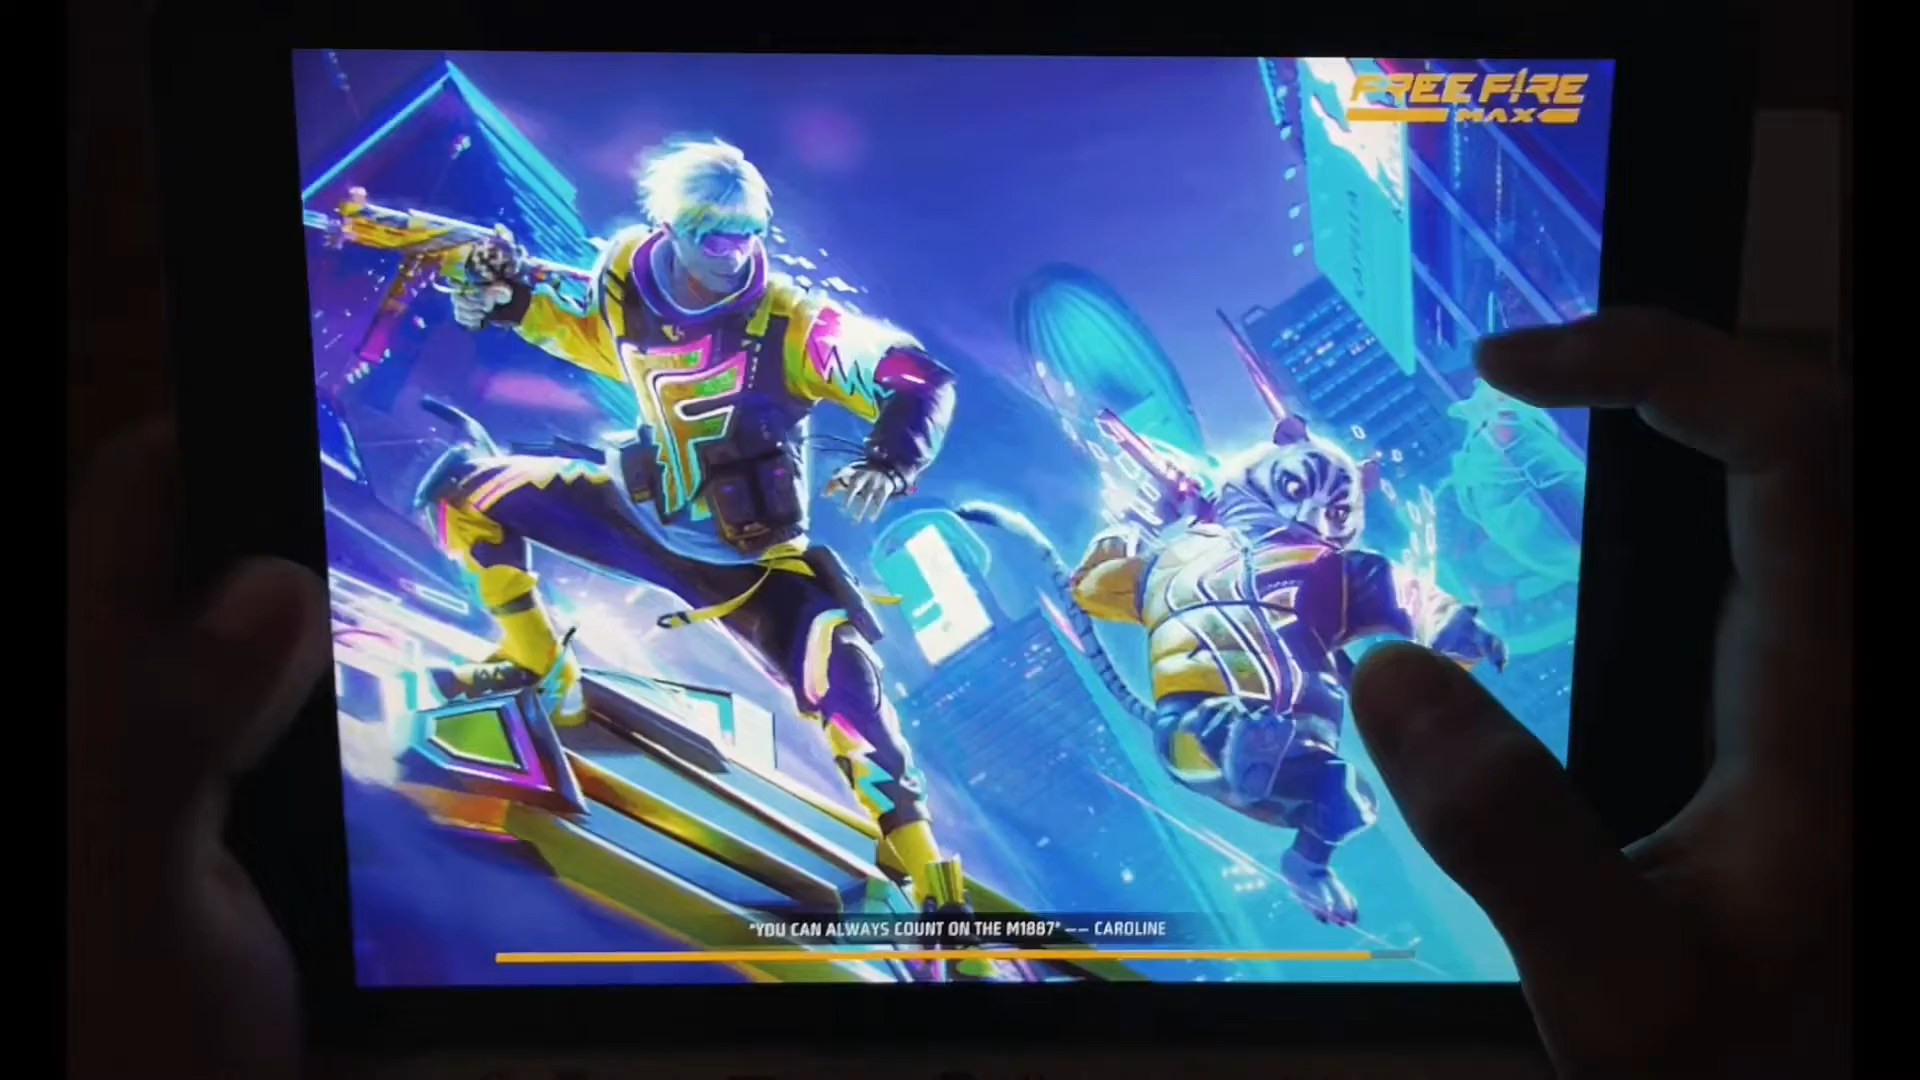 FREE FIRE
MAX
F
"YOU CAN ALWAYS COUNT ON THE M1887" –– CAROLINE